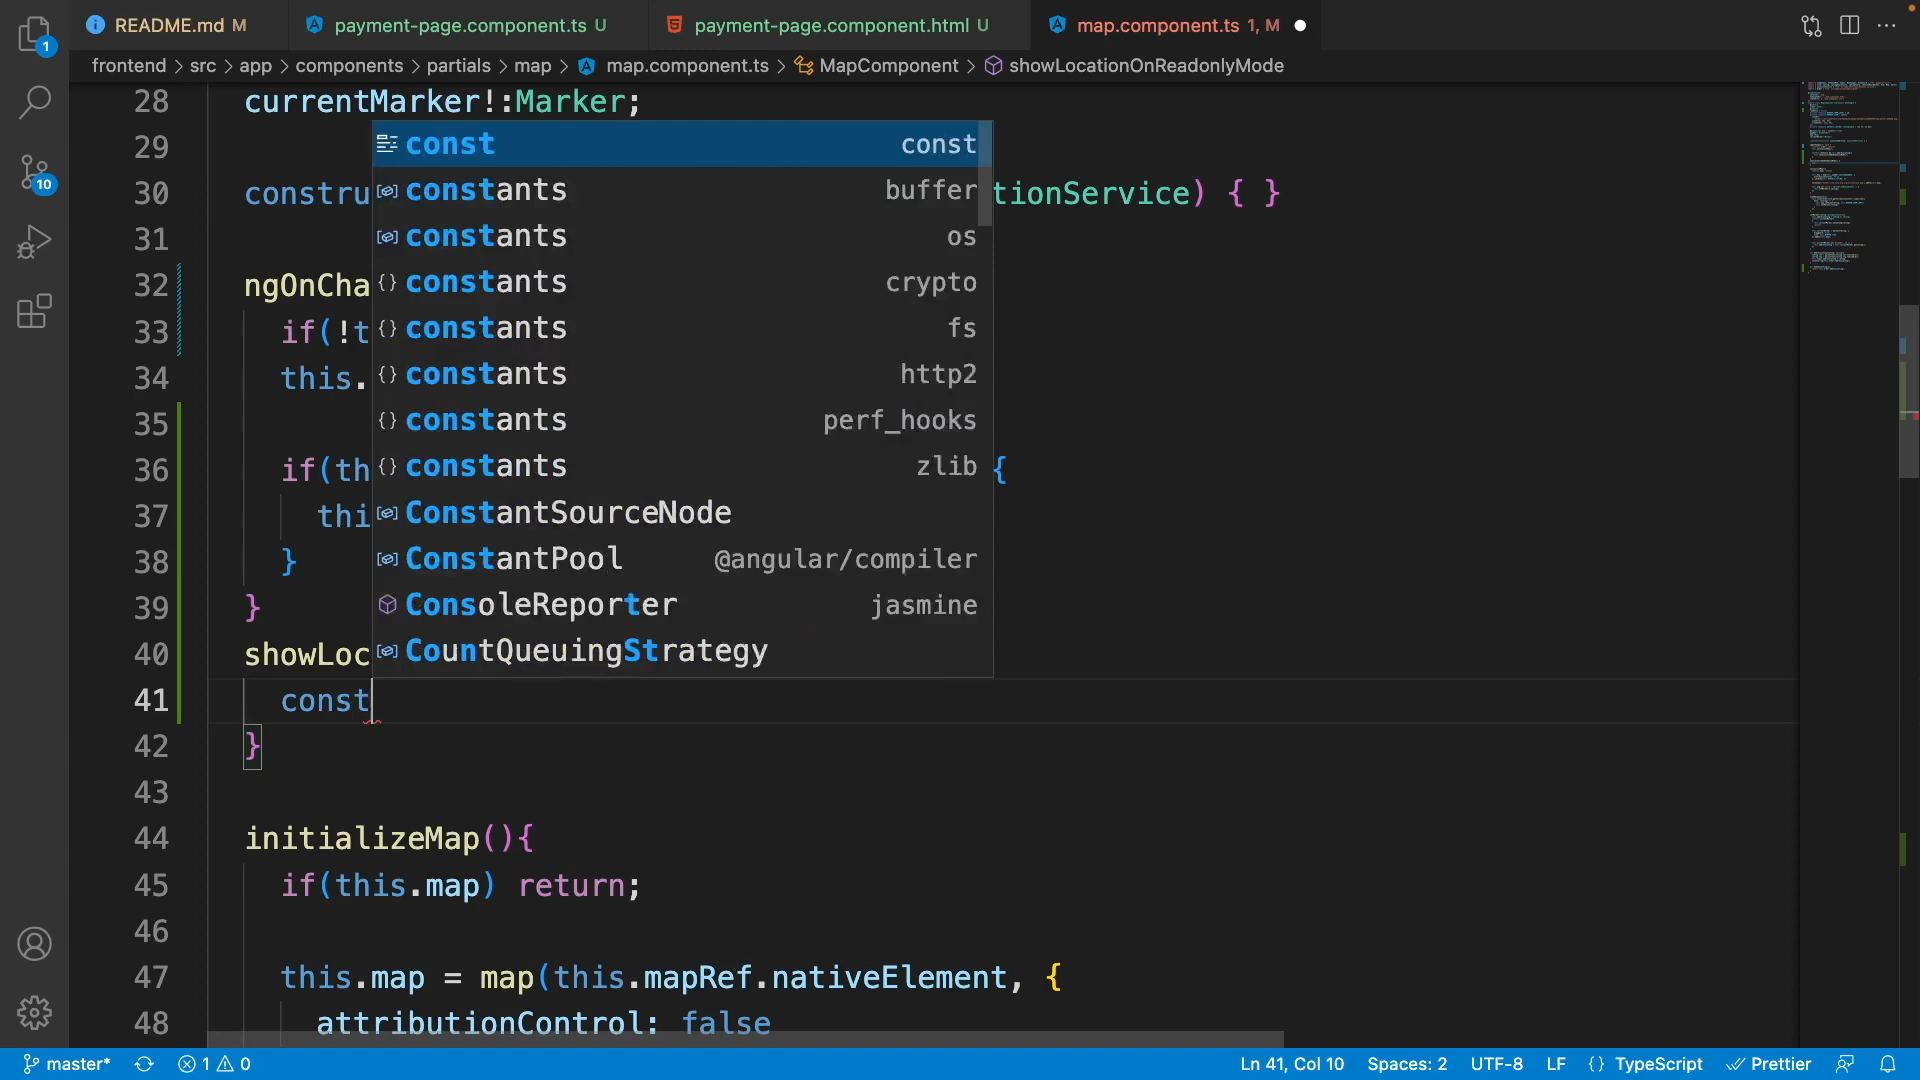 README.md M
payment-page.component.ts U
payment-page.component.html U
map.component.ts 1, M
frontend > src > app > components > partials > map > map.component.ts > MapComponent > showLocationOnReadonlyMode
28 currentMarker!:Marker;
29
30 constru tionService) { }
31
32 ngOnCha
33 if(!t
34 this.
35
36 if(th {
37 thi
38 }
39 }
40 showLoc
41 const
42 }
43
44 initializeMap(){
45 if(this.map) return;
46
47 this.map = map(this.mapRef.nativeElement, {
48 attributionControl: false
const const
constants buffer
constants os
constants crypto
constants fs
constants http2
constants perf_hooks
constants zlib
ConstantSourceNode
ConstantPool @angular/compiler
ConsoleReporter jasmine
CountQueuingStrategy
1
10
master* 1 0 Ln 41, Col 10 Spaces: 2 UTF-8 LF {} TypeScript Prettier